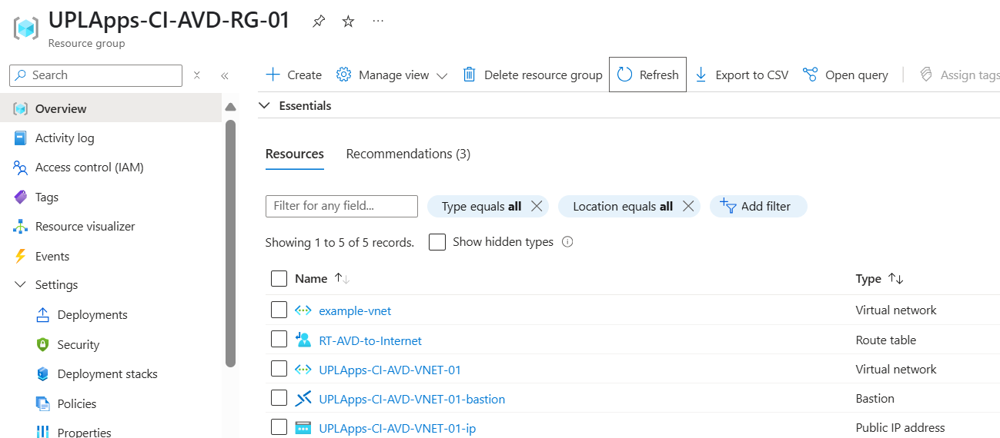 UPLApps-CI-AVD-RG-01
Resource group
Search
Create
Manage view
Delete resource group
Refresh
Export to CSV
Open query
Assign tags
Overview
Activity log
Access control (IAM)
Tags
Resource visualizer
Events
Settings
Deployments
Security
Deployment stacks
Policies
Properties
Essentials
Resources Recommendations (3)
Filter for any field...
Type equals all
Location equals all
Add filter
Showing 1 to 5 of 5 records.
Show hidden types
Name Type
example-vnet Virtual network
RT-AVD-to-Internet Route table
UPLApps-CI-AVD-VNET-01 Virtual network
UPLApps-CI-AVD-VNET-01-bastion Bastion
UPLApps-CI-AVD-VNET-01-ip Public IP address